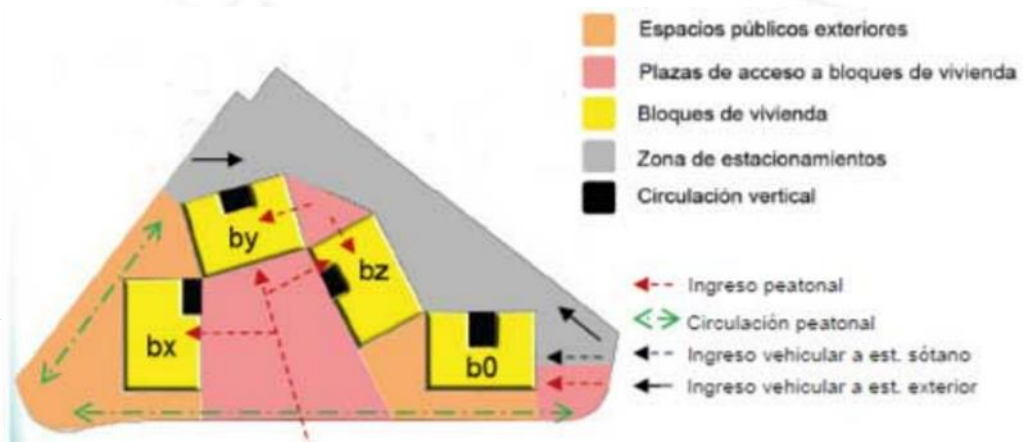 Espacios públicos exteriores
Plazas de acceso a bloques de vivienda
Bloques de vivienda
Zona de estacionamientos
Circulación vertical
by
bz
bx
b0
Ingreso peatonal
Circulación peatonal
Ingreso vehicular a est. sótano
Ingreso vehicular a est. exterior